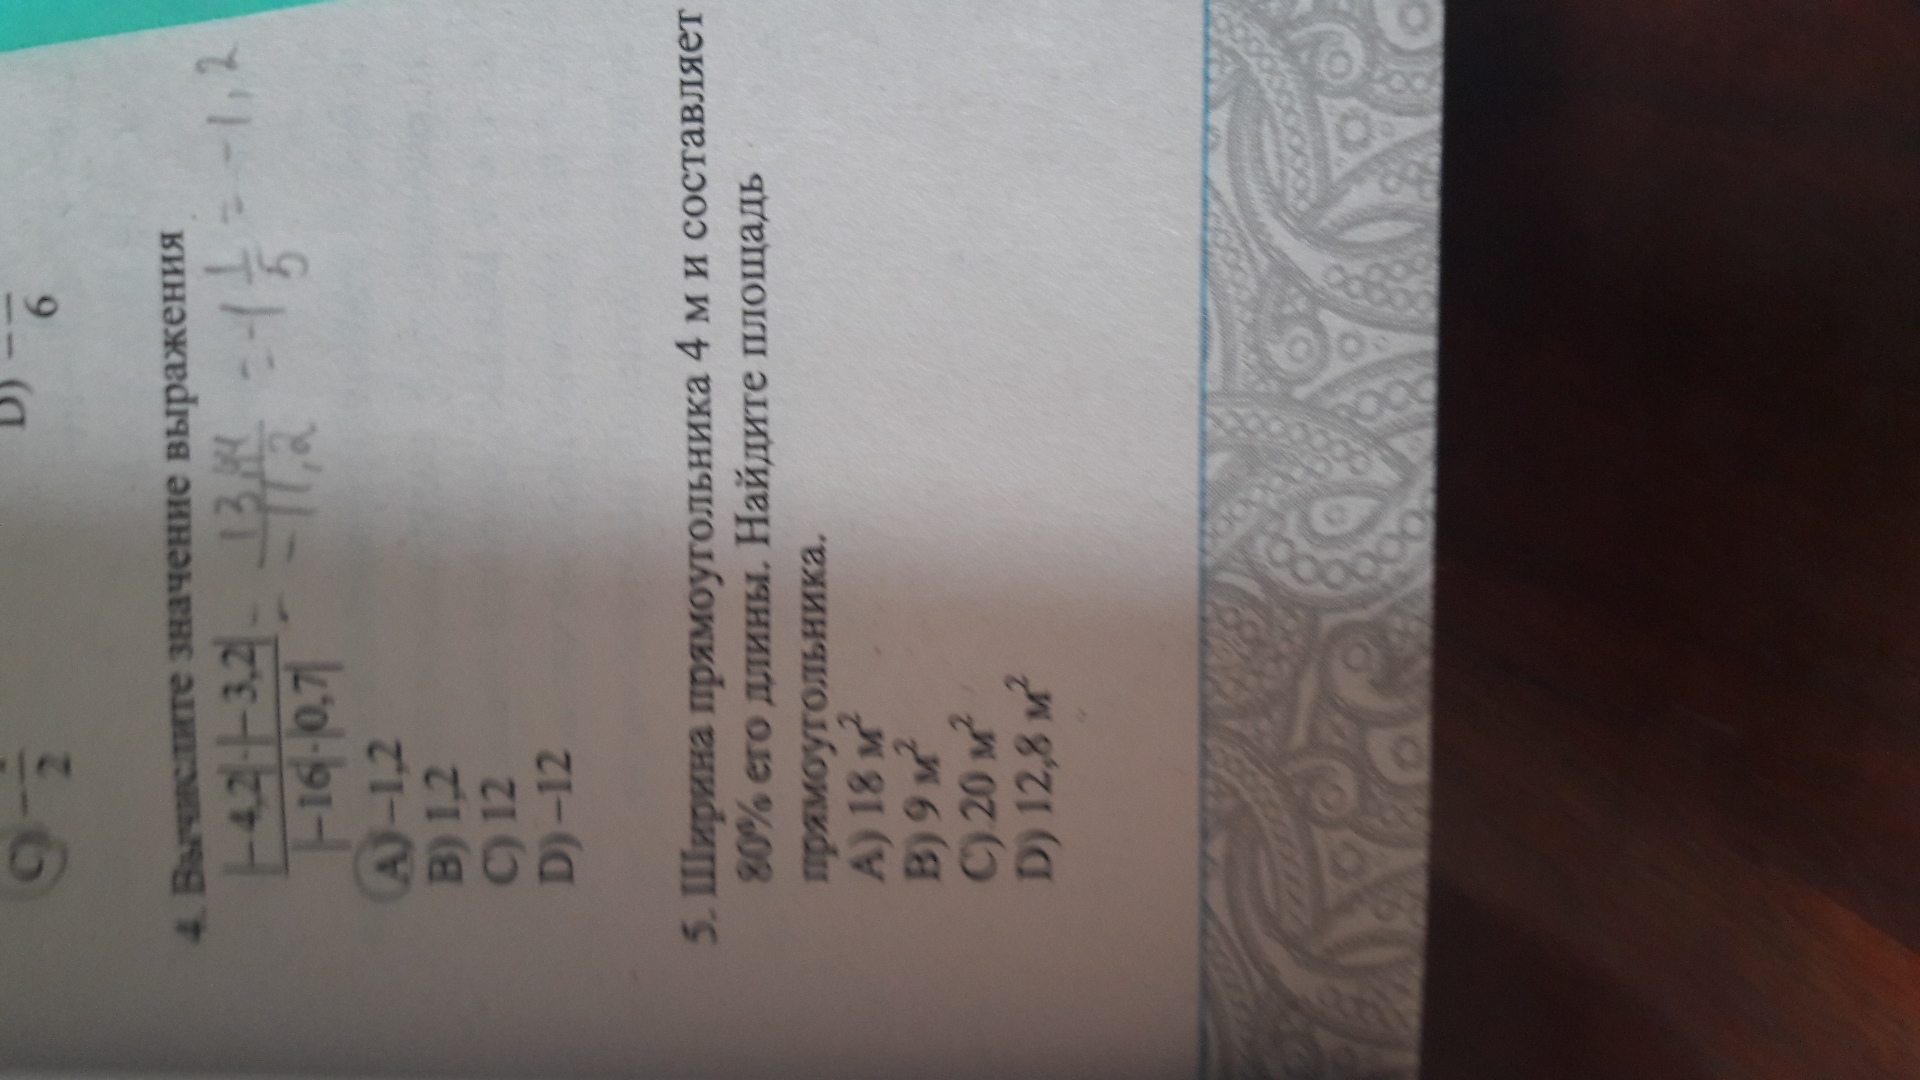 C) –
2
D) –
6
4. Вычислите значение выражения
|–4,2|·|–3,2|
|–16|·|0,7|
= 13,44 / –11,2 = –1 1/5 = –1,2
A) –1,2
B) 1,2
C) 12
D) –12
5. Ширина прямоугольника 4 м и составляет
80% его длины. Найдите площадь
прямоугольника.
A) 18 м²
B) 9 м²
C) 20 м²
D) 12,8 м²